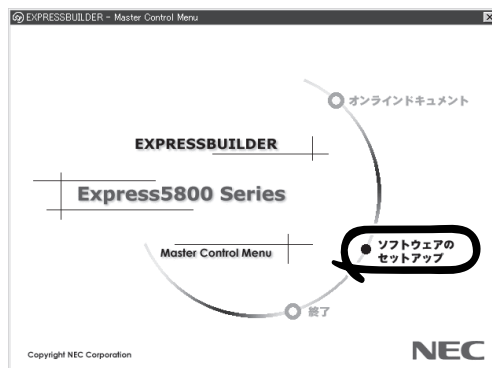 EXPRESSBUILDER - Master Control Menu
オンラインドキュメント
EXPRESSBUILDER
Express5800 Series
ソフトウェアの
セットアップ
Master Control Menu
終了
Copyright NEC Corporation
NEC